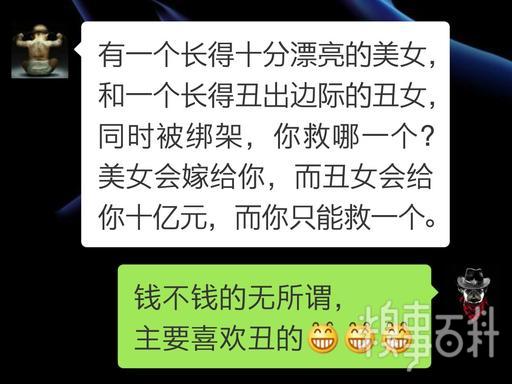 有一个长得十分漂亮的美女，
和一个长得丑出边际的丑女，
同时被绑架，你救哪一个？
美女会嫁给你，而丑女会给
你十亿元，而你只能救一个。
钱不钱的无所谓，
主要喜欢丑的😁😁😁
糗事百科